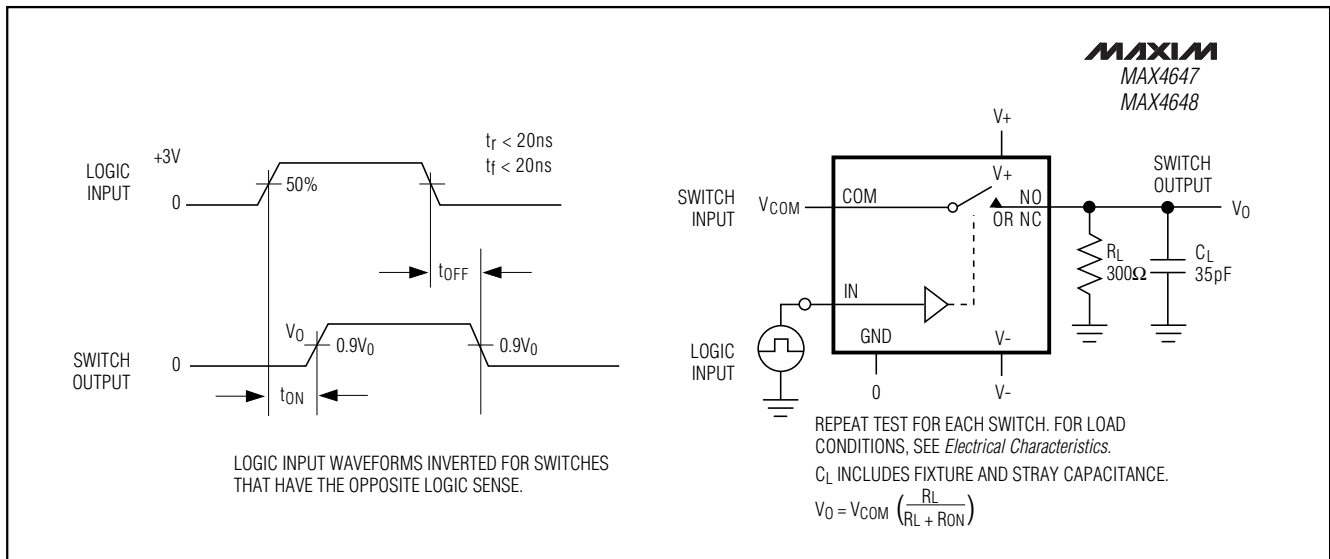 MAXIM
MAX4647
MAX4648
LOGIC
INPUT
+3V
0
50%
tr < 20ns
tf < 20ns
tOFF
SWITCH
OUTPUT
VO
0
0.9V0
0.9V0
tON
LOGIC INPUT WAVEFORMS INVERTED FOR SWITCHES
THAT HAVE THE OPPOSITE LOGIC SENSE.
V+
V+
SWITCH
INPUT
VCOM
COM
NO
OR NC
SWITCH
OUTPUT
VO
RL
300Ω
CL
35pF
IN
LOGIC
INPUT
GND
V-
0
V-
REPEAT TEST FOR EACH SWITCH. FOR LOAD
CONDITIONS, SEE Electrical Characteristics.
CL INCLUDES FIXTURE AND STRAY CAPACITANCE.
VO = VCOM (RL / RL + RON)